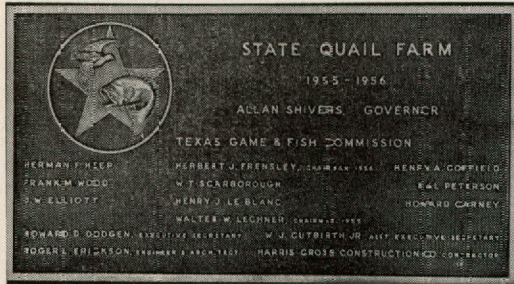 STATE QUAIL FARM
1955-1956
ALLAN SHIVERS, GOVERNOR
TEXAS GAME & FISH COMMISSION
HERMAN F. HEEP HERBERT J. FRENSLEY, CHAIRMAN 1956 HENRY A. COFFIELD
FRANK M WOOD W. T. SCARBOROUGH E&L PETERSON
J. W. ELLIOTT HENRY J. LE BLANC HOWARD CARNEY
WALTER W. LECHNER, CHAIRMAN, 1955
HOWARD D. DODGEN, EXECUTIVE SECRETARY W. J. CUTBIRTH JR. ASST EXECUTIVE SECRETARY
ROGER L. ERICKSON, ENGINEER & ARCHITECT HARRIS GROSS CONSTRUCTION CO CONTRACTOR